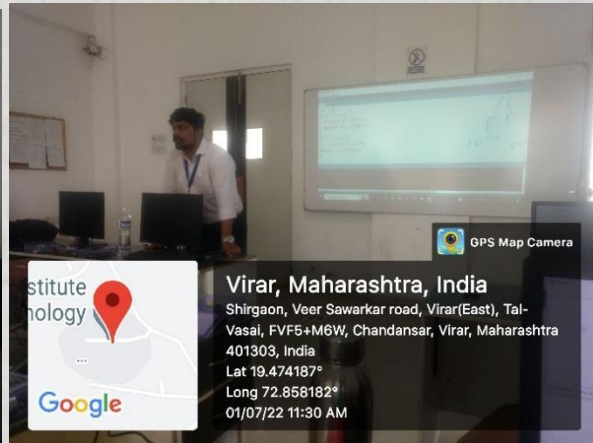 GPS Map Camera
stitute
nology
Google
Virar, Maharashtra, India
Shirgaon, Veer Sawarkar road, Virar(East), Tal-
Vasai, FVF5+M6W, Chandansar, Virar, Maharashtra
401303, India
Lat 19.474187°
Long 72.858182°
01/07/22 11:30 AM